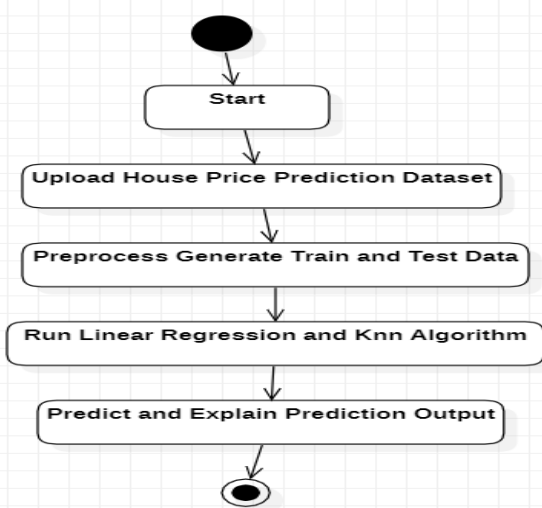 Start
Upload House Price Prediction Dataset
Preprocess Generate Train and Test Data
Run Linear Regression and Knn Algorithm
Predict and Explain Prediction Output